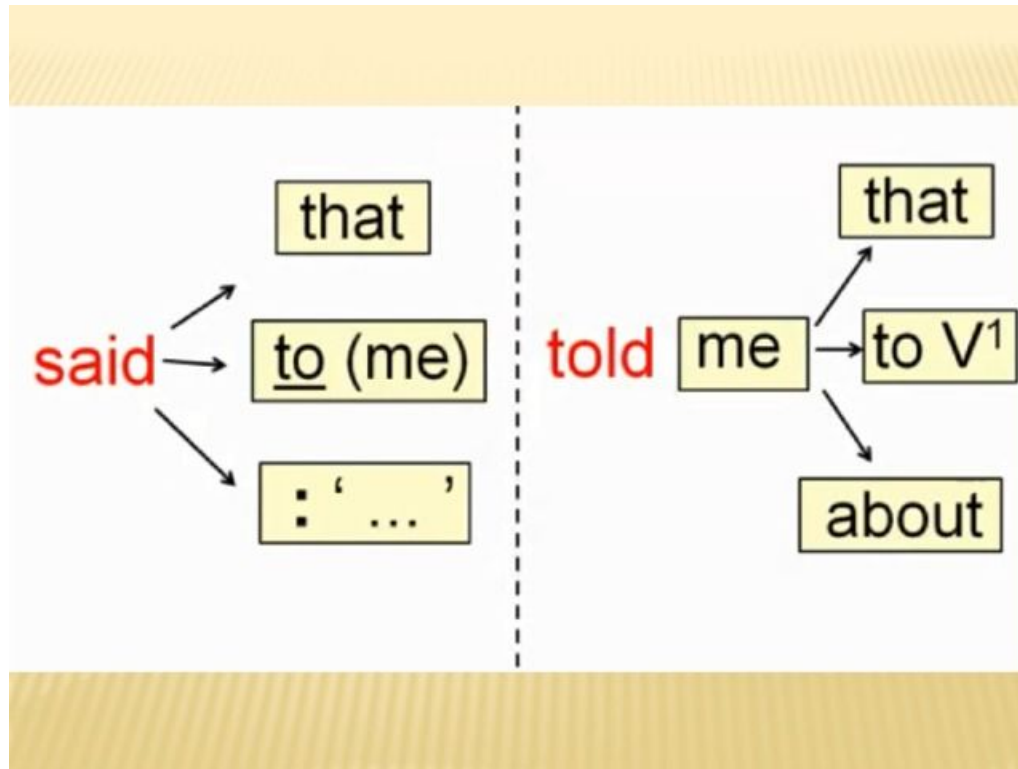 that
said
to (me)
: ‘ … ’
that
told
me
to V¹
about